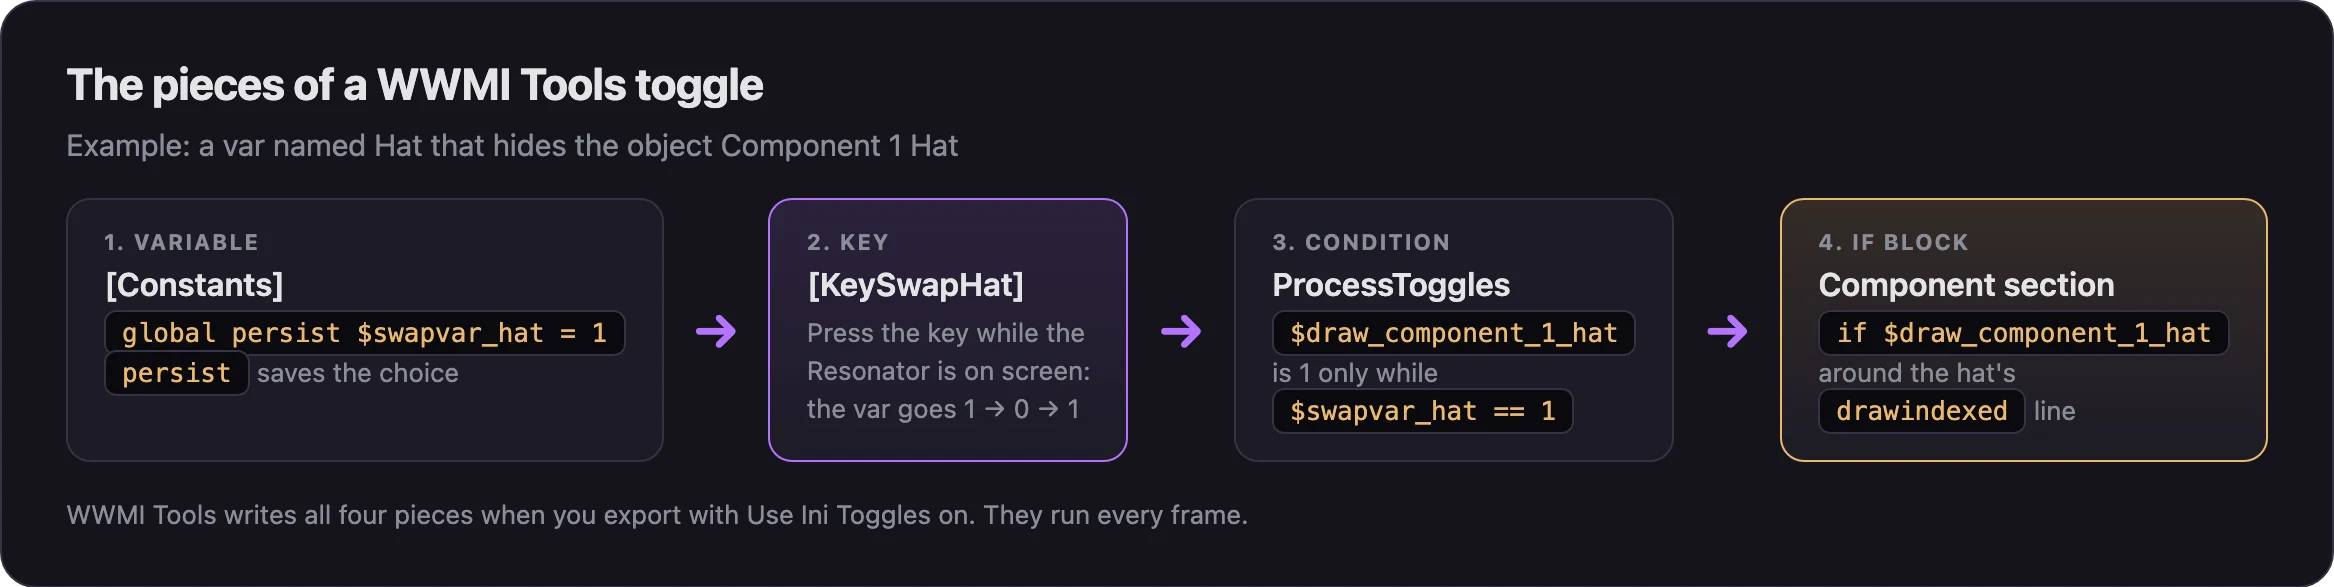 The pieces of a WWMI Tools toggle
Example: a var named Hat that hides the object Component 1 Hat
1. VARIABLE
[Constants]
global persist $swapvar_hat = 1
persist saves the choice
2. KEY
[KeySwapHat]
Press the key while the
Resonator is on screen:
the var goes 1 → 0 → 1
3. CONDITION
ProcessToggles
$draw_component_1_hat
is 1 only while
$swapvar_hat == 1
4. IF BLOCK
Component section
if $draw_component_1_hat
around the hat's
drawindexed line
WWMI Tools writes all four pieces when you export with Use Ini Toggles on. They run every frame.